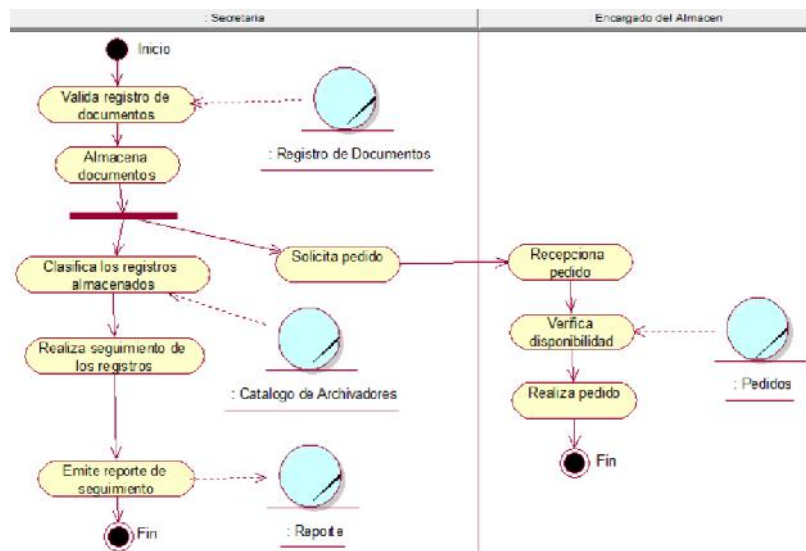 : Secretaria
: Encargado del Almacen
Inicio
Valida registro de
documentos
: Registro de Documentos
Almacena
documentos
Solicita pedido
Recepciona
pedido
Clasifica los registros
almacenados
Verifica
disponibilidad
Realiza seguimiento de
los registros
: Catalogo de Archivadores
: Pedidos
Realiza pedido
Fin
Emite reporte de
seguimiento
: Reporte
Fin